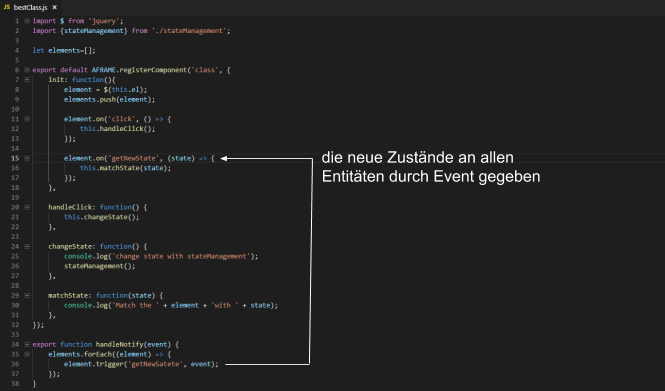 JS bestClass.js ×
1 import $ from 'jquery';
2 import {stateManagement} from './stateManagement';
3
4 let elements=[];
5
6 export default AFRAME.registerComponent('class', {
7 init: function(){
8 element = $(this.el);
9 elements.push(element);
10
11 element.on('click', () => {
12 this.handleClick();
13 });
14
15 element.on('getNewState', (state) => {
16 this.matchState(state);
17 });
18 },
19
20 handleClick: function() {
21 this.changeState();
22 },
23
24 changeState: function() {
25 console.log('change state with stateManagement');
26 stateManagement();
27 },
28
29 matchState: function(state) {
30 console.log('Match the ' + element + 'with ' + state);
31 },
32 });
33
34 export function handleNotify(event) {
35 elements.forEach((element) => {
36 element.trigger('getNewSatete', event);
37 });
38 }
die neue Zustände an allen
Entitäten durch Event gegeben